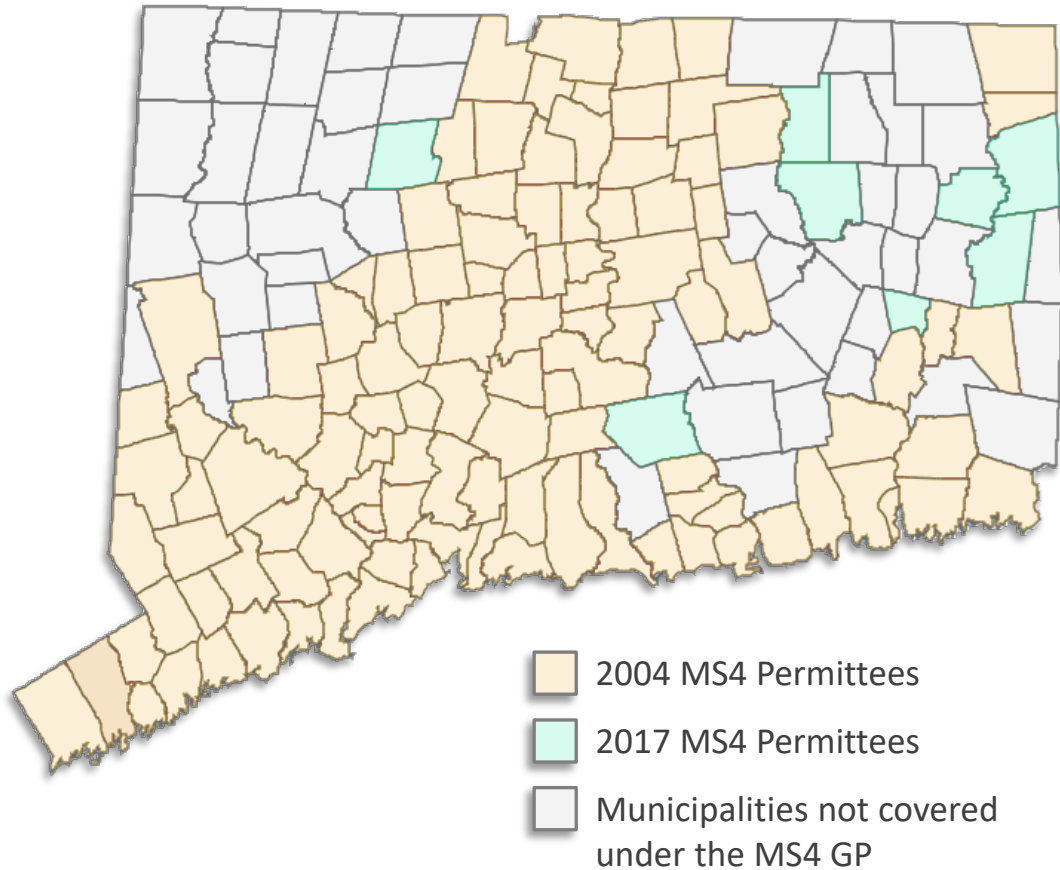 2004 MS4 Permittees
2017 MS4 Permittees
Municipalities not covered
under the MS4 GP